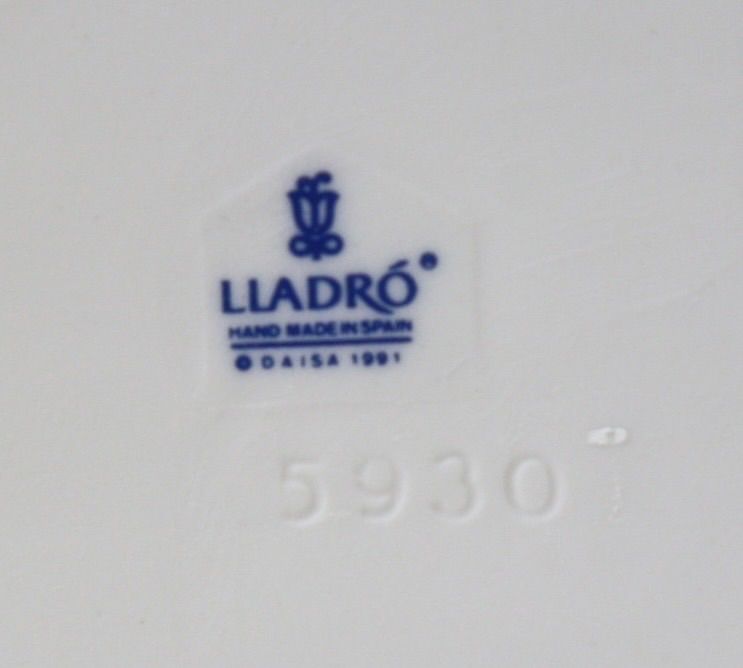 LLADRÓ
HAND MADE IN SPAIN
© DAISA 1991
5930